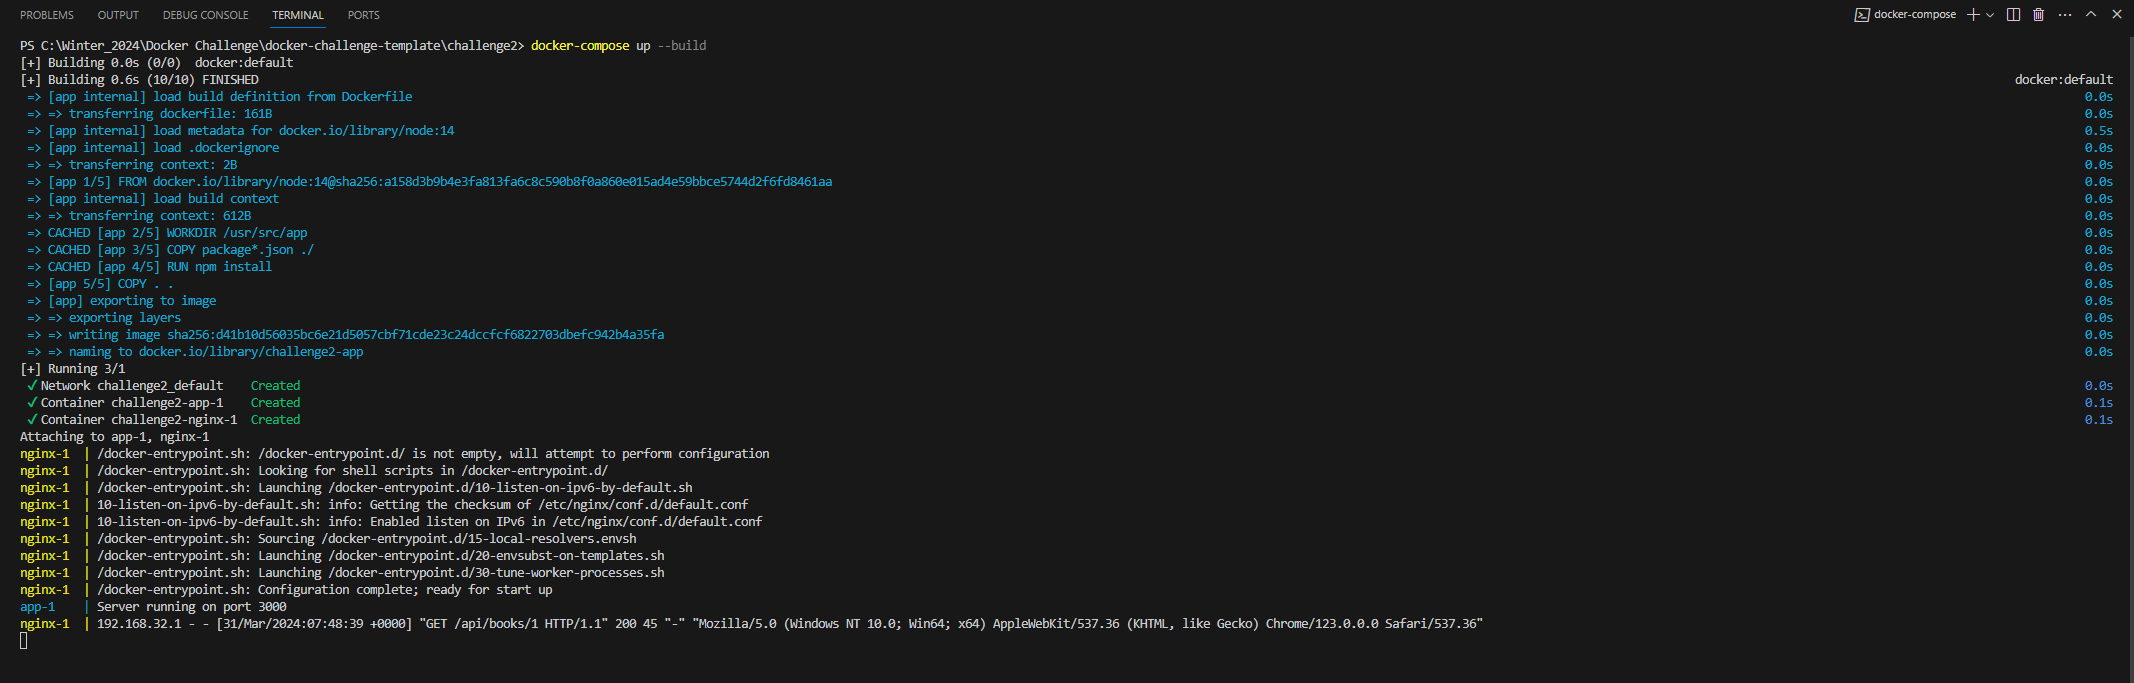 PROBLEMS OUTPUT DEBUG CONSOLE TERMINAL PORTS docker-compose
PS C:\Winter_2024\Docker Challenge\docker-challenge-template\challenge2> docker-compose up --build
[+] Building 0.0s (0/0) docker:default
[+] Building 0.6s (10/10) FINISHED docker:default
=> [app internal] load build definition from Dockerfile 0.0s
=> => transferring dockerfile: 161B 0.0s
=> [app internal] load metadata for docker.io/library/node:14 0.5s
=> [app internal] load .dockerignore 0.0s
=> => transferring context: 2B 0.0s
=> [app 1/5] FROM docker.io/library/node:14@sha256:a158d3b9b4e3fa813fa6c8c590b8f0a860e015ad4e59bbce5744d2f6fd8461aa 0.0s
=> [app internal] load build context 0.0s
=> => transferring context: 612B 0.0s
=> CACHED [app 2/5] WORKDIR /usr/src/app 0.0s
=> CACHED [app 3/5] COPY package*.json ./ 0.0s
=> CACHED [app 4/5] RUN npm install 0.0s
=> [app 5/5] COPY . . 0.0s
=> [app] exporting to image 0.0s
=> => exporting layers 0.0s
=> => writing image sha256:d41b10d56035bc6e21d5057cbf71cde23c24dccfcf6822703dbefc942b4a35fa 0.0s
=> => naming to docker.io/library/challenge2-app 0.0s
[+] Running 3/1
✓ Network challenge2_default Created 0.0s
✓ Container challenge2-app-1 Created 0.1s
✓ Container challenge2-nginx-1 Created 0.1s
Attaching to app-1, nginx-1
nginx-1 | /docker-entrypoint.sh: /docker-entrypoint.d/ is not empty, will attempt to perform configuration
nginx-1 | /docker-entrypoint.sh: Looking for shell scripts in /docker-entrypoint.d/
nginx-1 | /docker-entrypoint.sh: Launching /docker-entrypoint.d/10-listen-on-ipv6-by-default.sh
nginx-1 | 10-listen-on-ipv6-by-default.sh: info: Getting the checksum of /etc/nginx/conf.d/default.conf
nginx-1 | 10-listen-on-ipv6-by-default.sh: info: Enabled listen on IPv6 in /etc/nginx/conf.d/default.conf
nginx-1 | /docker-entrypoint.sh: Sourcing /docker-entrypoint.d/15-local-resolvers.envsh
nginx-1 | /docker-entrypoint.sh: Launching /docker-entrypoint.d/20-envsubst-on-templates.sh
nginx-1 | /docker-entrypoint.sh: Launching /docker-entrypoint.d/30-tune-worker-processes.sh
nginx-1 | /docker-entrypoint.sh: Configuration complete; ready for start up
app-1 | Server running on port 3000
nginx-1 | 192.168.32.1 - - [31/Mar/2024:07:48:39 +0000] "GET /api/books/1 HTTP/1.1" 200 45 "-" "Mozilla/5.0 (Windows NT 10.0; Win64; x64) AppleWebKit/537.36 (KHTML, like Gecko) Chrome/123.0.0.0 Safari/537.36"